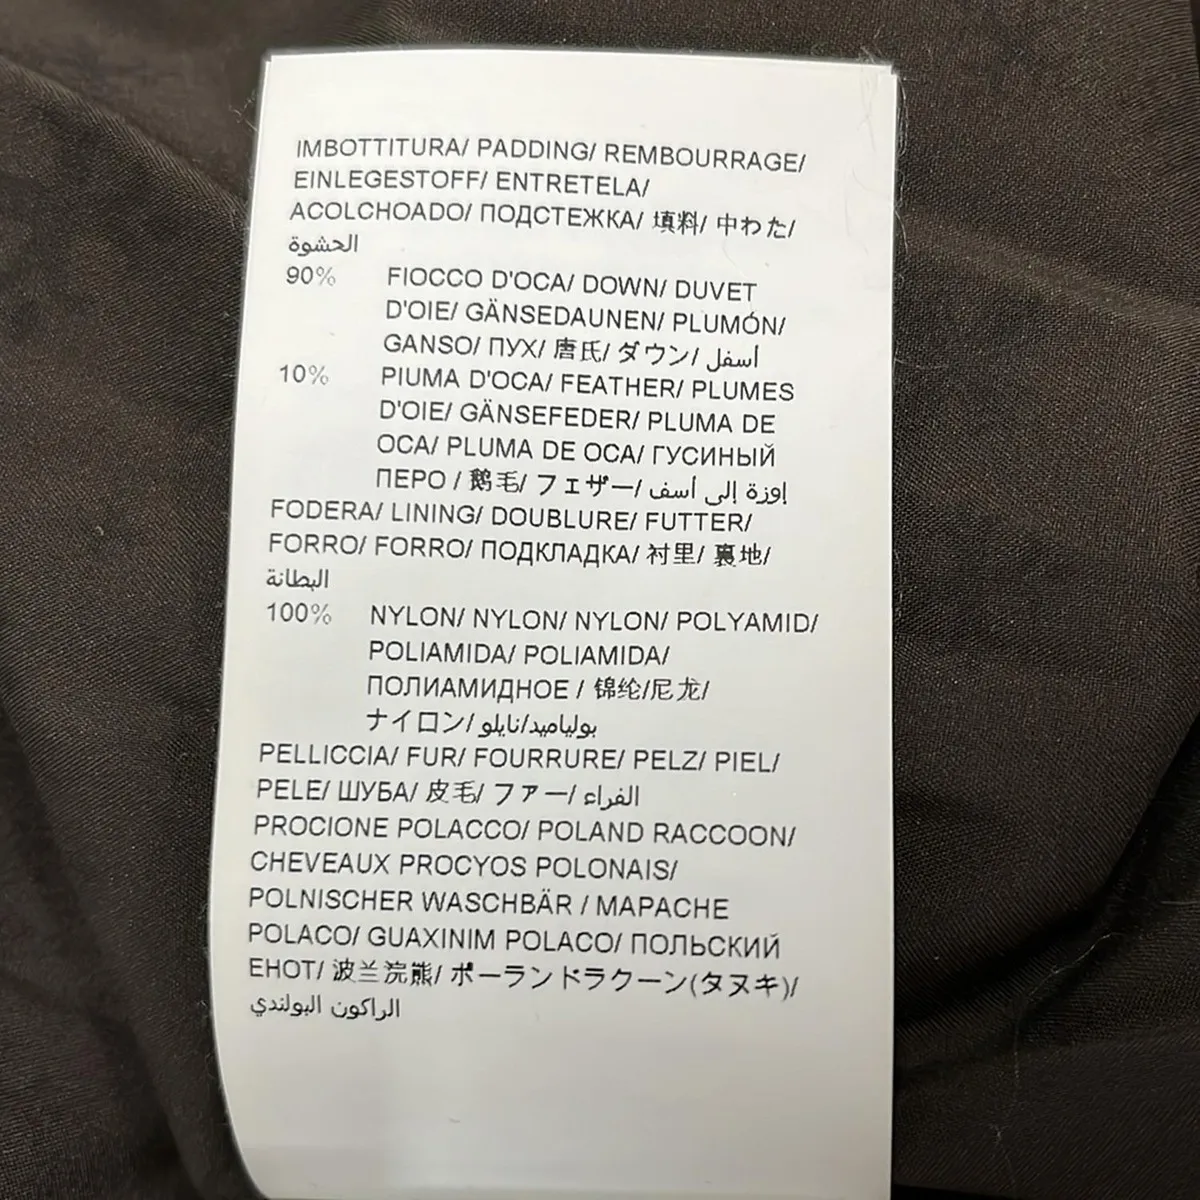 IMBOTTITURA/ PADDING/ REMBOURRAGE/
EINLEGESTOFF/ ENTRETELA/
ACOLCHOADO/ ПОДСТЕЖКА/ 填料/ 中わた/
الحشوة
90% FIOCCO D'OCA/ DOWN/ DUVET
D'OIE/ GÄNSEDAUNEN/ PLUMÓN/
GANSO/ ПУХ/ 唐氏/ ダウン/ أسفل
10% PIUMA D'OCA/ FEATHER/ PLUMES
D'OIE/ GÄNSEFEDER/ PLUMA DE
OCA/ PLUMA DE OCA/ ГУСИНЫЙ
ПЕРО / 鹅毛/ フェザー/ إوزة إلى أسف
FODERA/ LINING/ DOUBLURE/ FUTTER/
FORRO/ FORRO/ ПОДКЛАДКА/ 衬里/ 裏地/
البطانة
100% NYLON/ NYLON/ NYLON/ POLYAMID/
POLIAMIDA/ POLIAMIDA/
ПОЛИАМИДНОЕ / 锦纶/尼龙/
ナイロン/ بولياميد/نايلو
PELLICCIA/ FUR/ FOURRURE/ PELZ/ PIEL/
PELE/ ШУБА/ 皮毛/ ファー/ الفراء
PROCIONE POLACCO/ POLAND RACCOON/
CHEVEAUX PROCYOS POLONAIS/
POLNISCHER WASCHBÄR / MAPACHE
POLACO/ GUAXINIM POLACO/ ПОЛЬСКИЙ
ЕНОТ/ 波兰浣熊/ ポーランドラクーン(タヌキ)/
الراكون البولندي